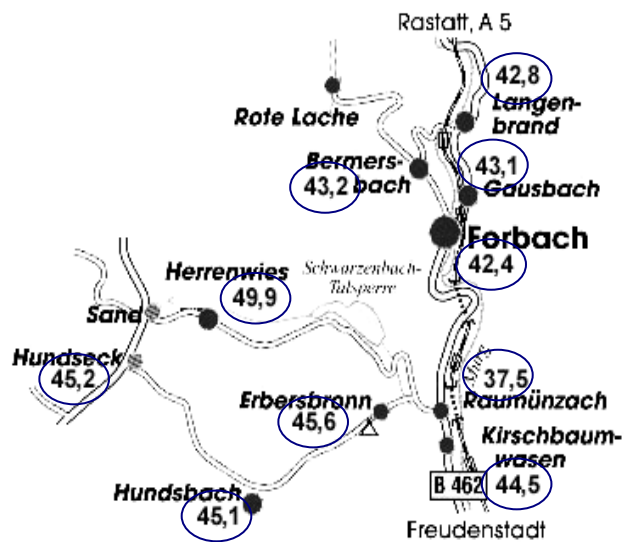 Rastatt, A 5
42,8
Langen-
brand
Rote Lache
Bermers-
bach
43,2
43,1
Gausbach
Forbach
42,4
Herrenwies
49,9
Schwarzenbach-
Talsperre
Sand
Hundseck
45,2
37,5
Raumünzach
Erbersbronn
45,6
Kirschbaum-
wasen
B 462
44,5
Hundsbach
45,1
Freudenstadt